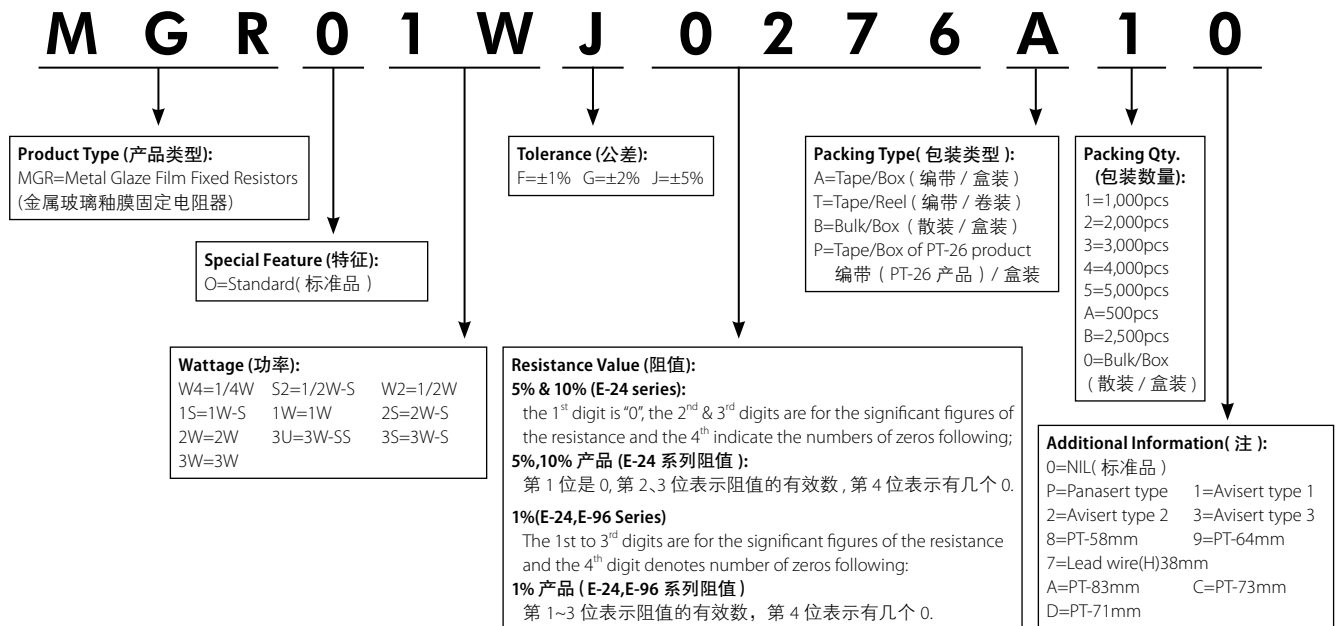 M G R 0 1 W J 0 2 7 6 A 1 0
Product Type (产品类型):
MGR=Metal Glaze Film Fixed Resistors
(金属玻璃釉膜固定电阻器)
Special Feature (特征):
O=Standard( 标准品 )
Wattage (功率):
W4=1/4W S2=1/2W-S W2=1/2W
1S=1W-S 1W=1W 2S=2W-S
2W=2W 3U=3W-SS 3S=3W-S
3W=3W
Tolerance (公差):
F=±1% G=±2% J=±5%
Resistance Value (阻值):
5% & 10% (E-24 series):
the 1st digit is "0", the 2nd & 3rd digits are for the significant figures of
the resistance and the 4th indicate the numbers of zeros following;
5%,10% 产品 (E-24 系列阻值 ):
第 1 位是 0, 第 2、3 位表示阻值的有效数 , 第 4 位表示有几个 0.
1%(E-24,E-96 Series)
The 1st to 3rd digits are for the significant figures of the resistance
and the 4th digit denotes number of zeros following:
1% 产品 ( E-24,E-96 系列阻值 )
第 1~3 位表示阻值的有效数，第 4 位表示有几个 0.
Packing Type( 包装类型 ):
A=Tape/Box ( 编带 / 盒装 )
T=Tape/Reel ( 编带 / 卷装 )
B=Bulk/Box ( 散装 / 盒装 )
P=Tape/Box of PT-26 product
编带 ( PT-26 产品 ) / 盒装
Packing Qty.
(包装数量):
1=1,000pcs
2=2,000pcs
3=3,000pcs
4=4,000pcs
5=5,000pcs
A=500pcs
B=2,500pcs
0=Bulk/Box
( 散装 / 盒装 )
Additional Information( 注 ):
0=NIL( 标准品 )
P=Panasert type 1=Avisert type 1
2=Avisert type 2 3=Avisert type 3
8=PT-58mm 9=PT-64mm
7=Lead wire(H)38mm
A=PT-83mm C=PT-73mm
D=PT-71mm